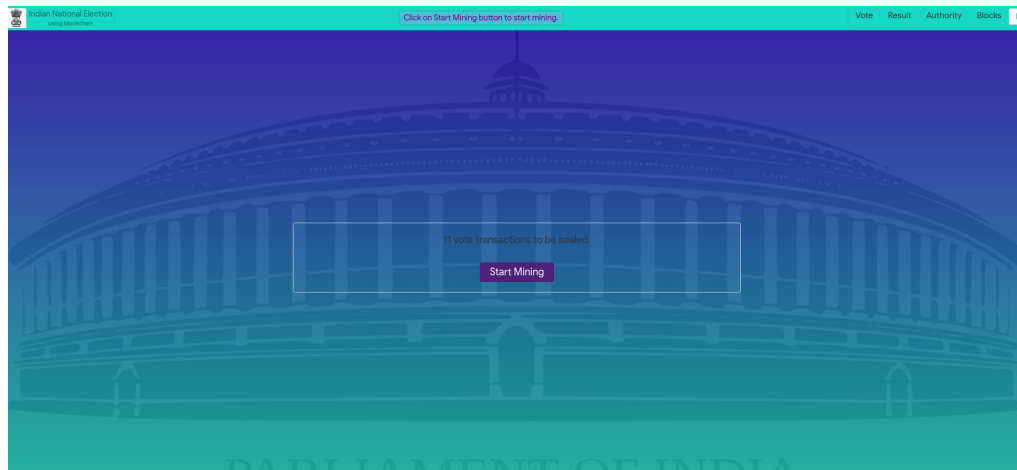 Indian National Election
using blockchain
Click on Start Mining button to start mining.
Vote Result Authority Blocks
11 vote transactions to be sealed.
Start Mining
PARLIAMENT OF INDIA